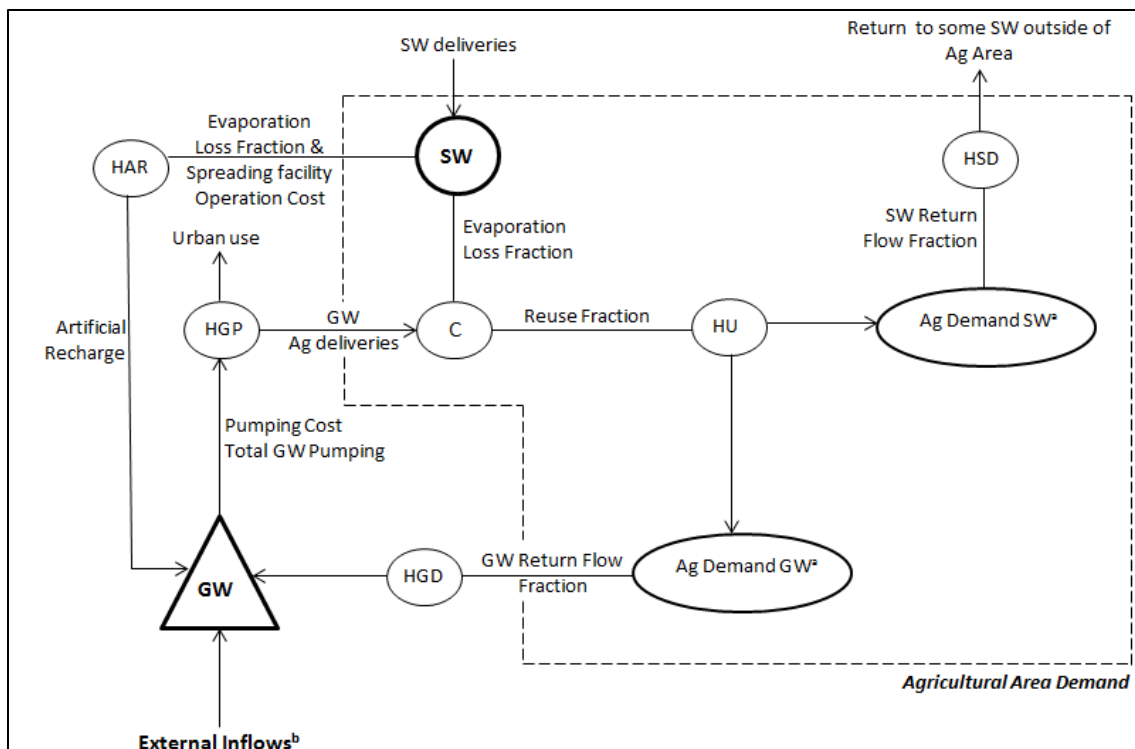 SW deliveries
Return to some SW outside of
Ag Area
Evaporation
Loss Fraction &
Spreading facility
Operation Cost
HAR
SW
HSD
Evaporation
Loss Fraction
SW Return
Flow Fraction
Urban use
Artificial
Recharge
HGP
GW
Ag deliveries
C
Reuse Fraction
HU
Ag Demand SWᵃ
Pumping Cost
Total GW Pumping
GW
HGD
GW Return Flow
Fraction
Ag Demand GWᵃ
Agricultural Area Demand
External Inflowsᵇ